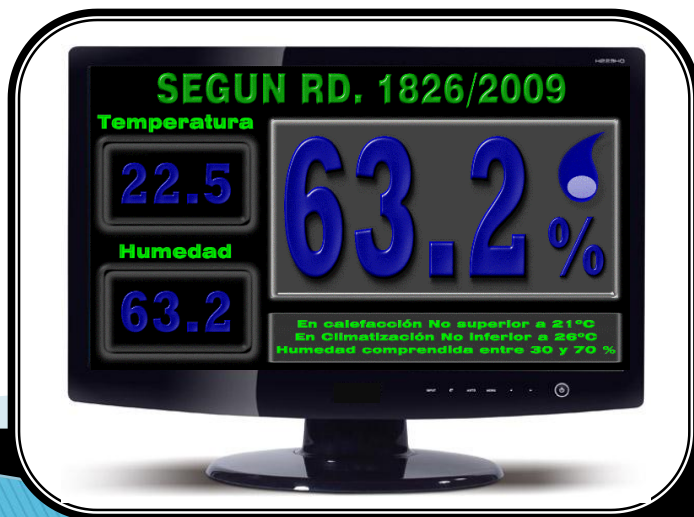 SEGUN RD. 1826/2009
Temperatura
22.5
Humedad
63.2
63.2
%
En calefacción No superior a 21ºC
En Climatización No inferior a 26ºC
Humedad comprendida entre 30 y 70 %